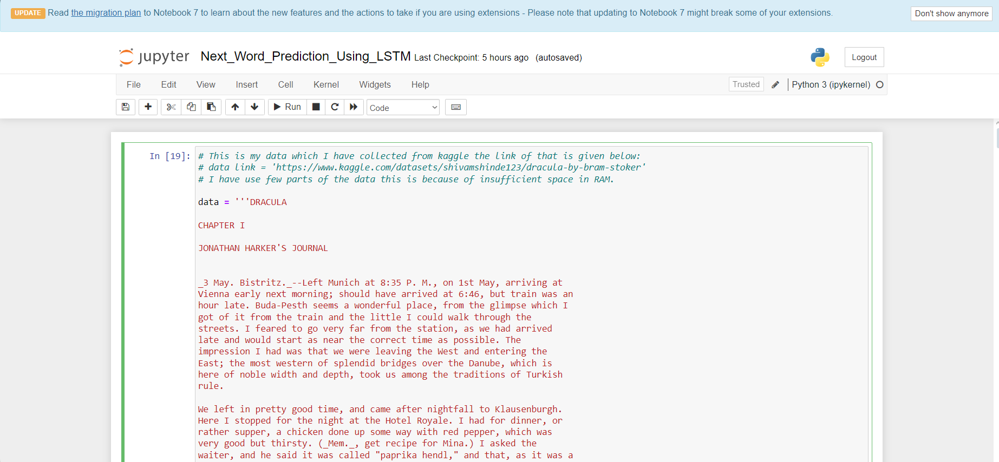 UPDATE Read the migration plan to Notebook 7 to learn about the new features and the actions to take if you are using extensions - Please note that updating to Notebook 7 might break some of your extensions. Don't show anymore
jupyter Next_Word_Prediction_Using_LSTM Last Checkpoint: 5 hours ago (autosaved) Logout
File Edit View Insert Cell Kernel Widgets Help Trusted Python 3 (ipykernel)
Run Code
In [19]: # This is my data which I have collected from kaggle the link of that is given below:
# data link = 'https://www.kaggle.com/datasets/shivamshinde123/dracula-by-bram-stoker'
# I have use few parts of the data this is because of insufficient space in RAM.
data = '''DRACULA
CHAPTER I
JONATHAN HARKER'S JOURNAL
_3 May. Bistritz._--Left Munich at 8:35 P. M., on 1st May, arriving at
Vienna early next morning; should have arrived at 6:46, but train was an
hour late. Buda-Pesth seems a wonderful place, from the glimpse which I
got of it from the train and the little I could walk through the
streets. I feared to go very far from the station, as we had arrived
late and would start as near the correct time as possible. The
impression I had was that we were leaving the West and entering the
East; the most western of splendid bridges over the Danube, which is
here of noble width and depth, took us among the traditions of Turkish
rule.
We left in pretty good time, and came after nightfall to Klausenburgh.
Here I stopped for the night at the Hotel Royale. I had for dinner, or
rather supper, a chicken done up some way with red pepper, which was
very good but thirsty. (_Mem._, get recipe for Mina.) I asked the
waiter, and he said it was called "paprika hendl," and that, as it was a